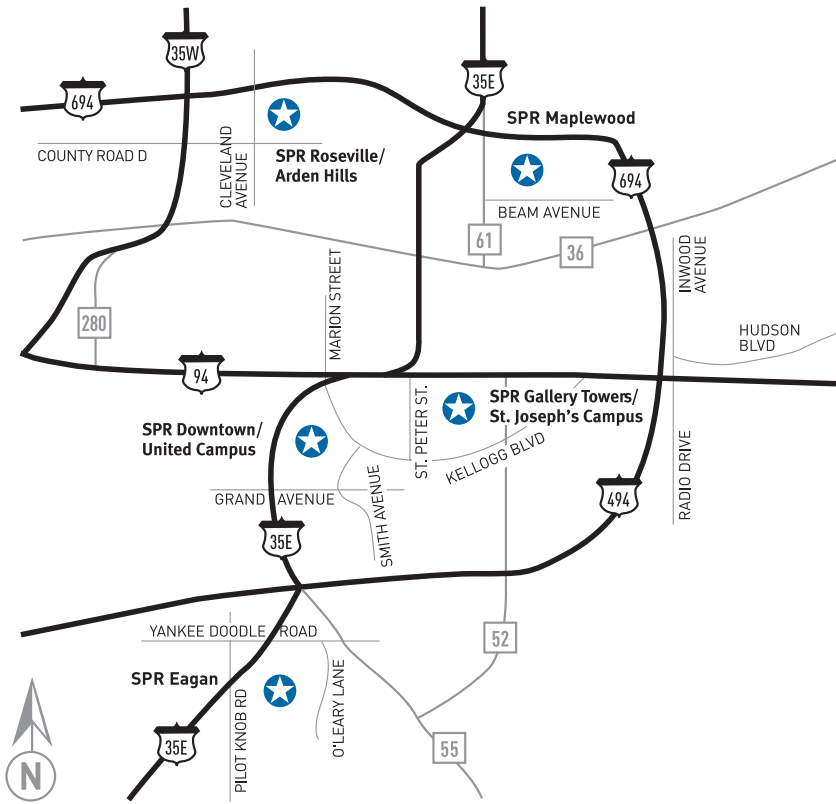 35W
35E
694
SPR Maplewood
COUNTY ROAD D
CLEVELAND
AVENUE
SPR Roseville/
Arden Hills
694
BEAM AVENUE
61
36
INWOOD
AVENUE
MARION STREET
280
HUDSON
BLVD
94
SPR Gallery Towers/
St. Joseph's Campus
ST. PETER ST.
SPR Downtown/
United Campus
KELLOGG BLVD
RADIO DRIVE
GRAND AVENUE
SMITH AVENUE
494
35E
YANKEE DOODLE ROAD
52
SPR Eagan
PILOT KNOB RD
O'LEARY LANE
35E
55
N